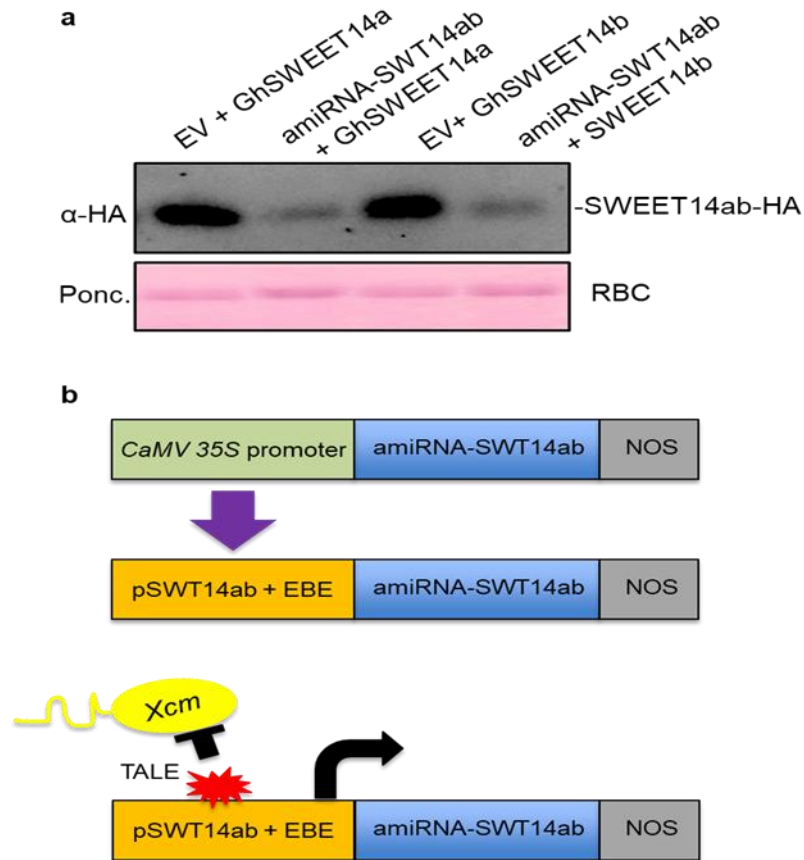 a
EV + GhSWEET14a
amiRNA-SWT14ab
+ GhSWEET14a
EV+ GhSWEET14b
amiRNA-SWT14ab
+ SWEET14b
α-HA
-SWEET14ab-HA
Ponc.
RBC
b
CaMV 35S promoter
amiRNA-SWT14ab
NOS
pSWT14ab + EBE
amiRNA-SWT14ab
NOS
Xcm
TALE
pSWT14ab + EBE
amiRNA-SWT14ab
NOS